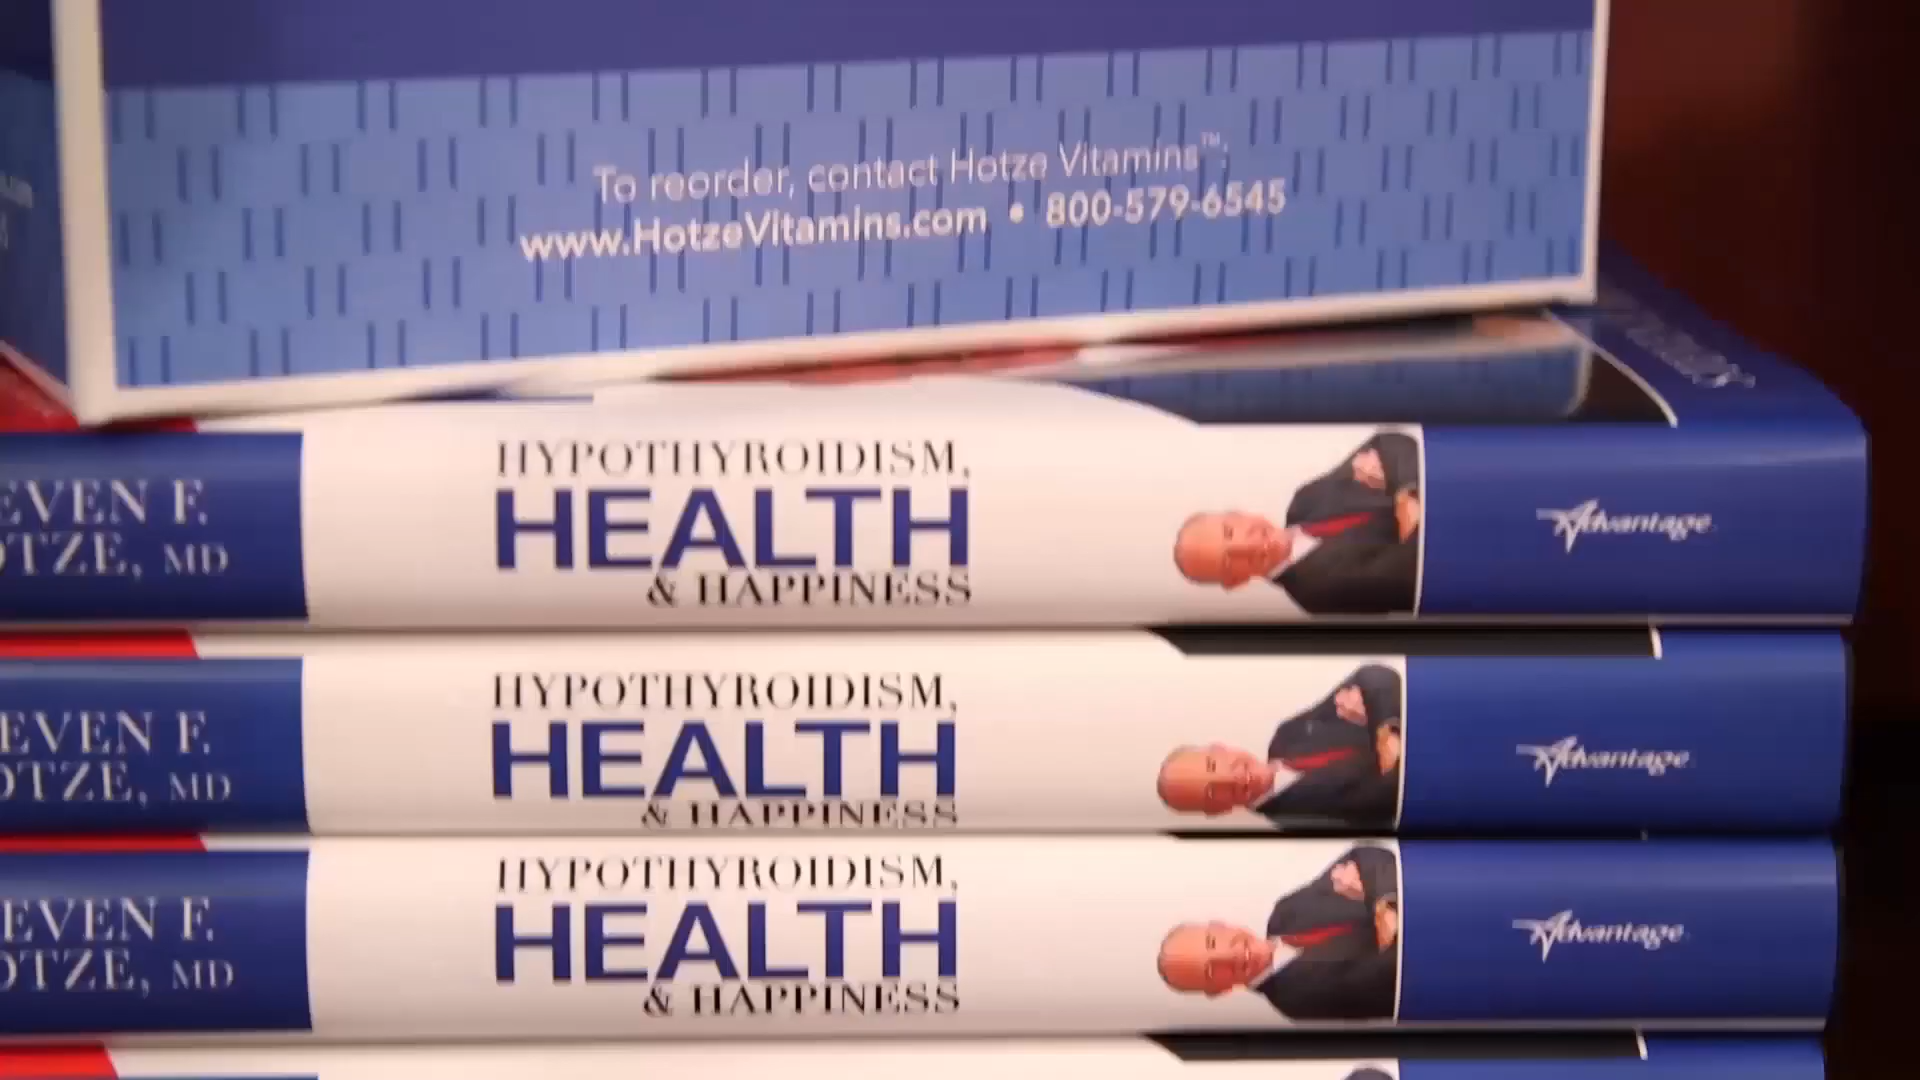 To reorder, contact Hotze Vitamins™:
www.HotzeVitamins.com • 800-579-6545
EVEN F.
OTZE, MD
HYPOTHYROIDISM,
HEALTH
& HAPPINESS
Advantage
EVEN F.
OTZE, MD
HYPOTHYROIDISM,
HEALTH
& HAPPINESS
Advantage
EVEN F.
OTZE, MD
HYPOTHYROIDISM,
HEALTH
& HAPPINESS
Advantage